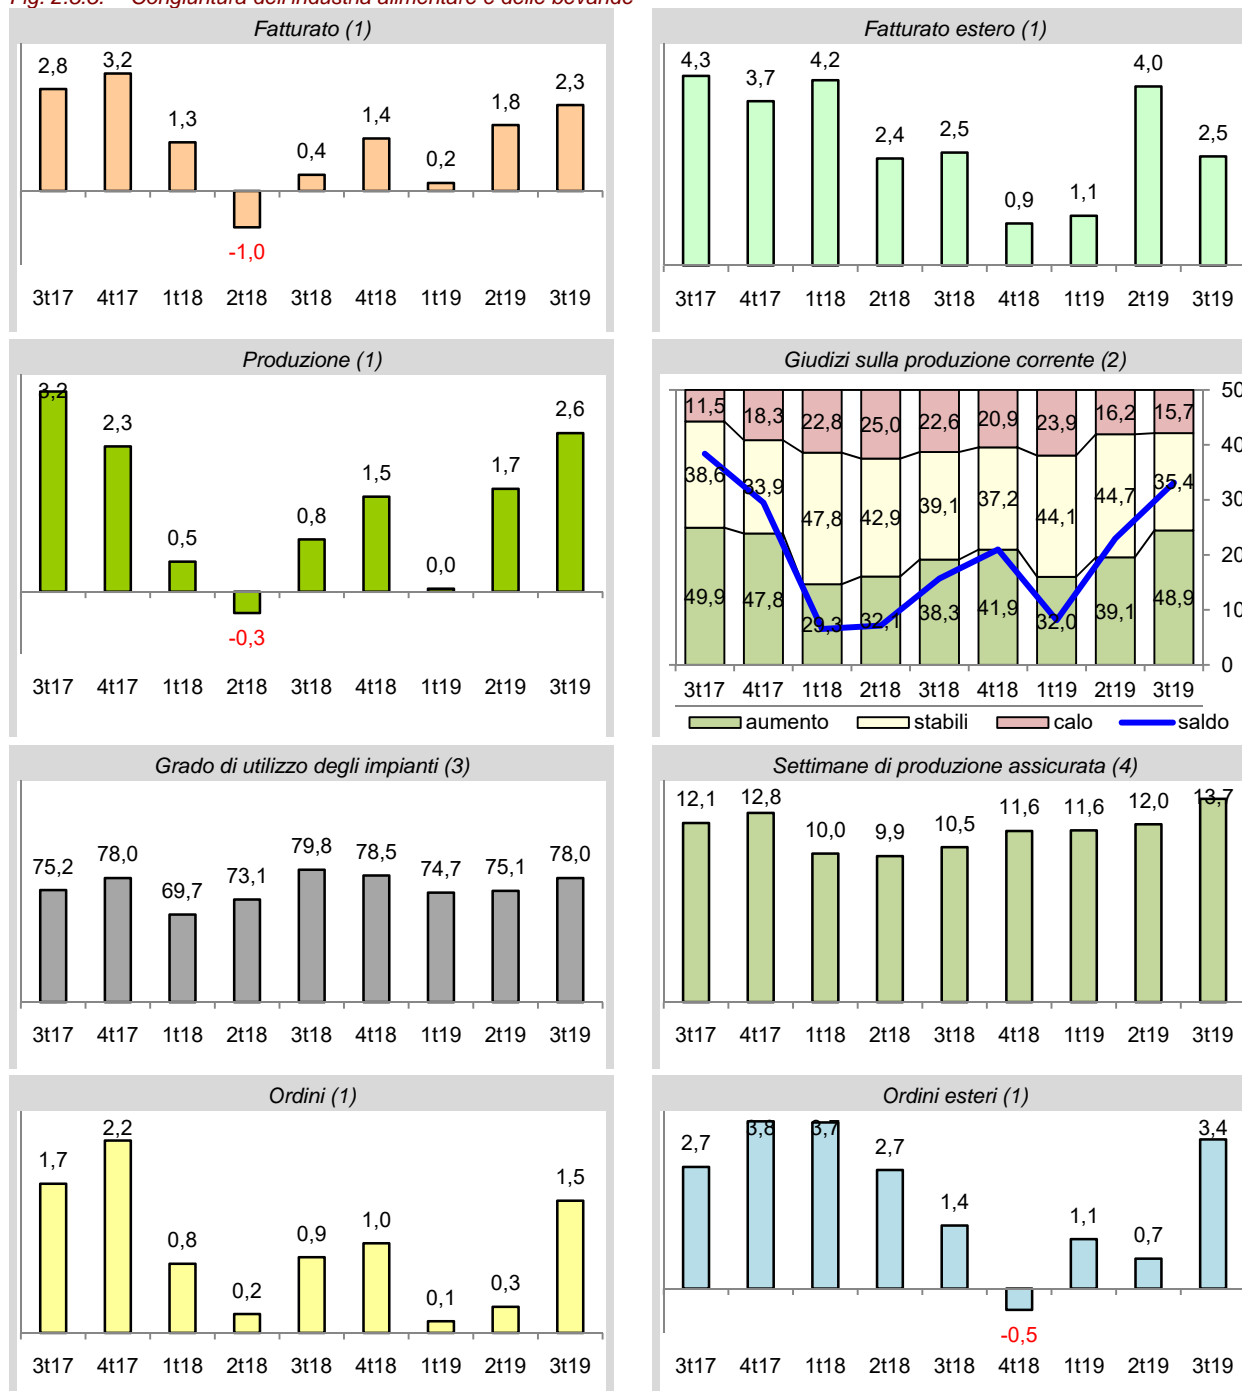 Fig. 2.3.3. Congiuntura dell'industria alimentare e delle bevande
Fatturato (1)
2,8 3,2 1,3 -1,0 0,4 1,4 0,2 1,8 2,3
3t17 4t17 1t18 2t18 3t18 4t18 1t19 2t19 3t19
Fatturato estero (1)
4,3 3,7 4,2 2,4 2,5 0,9 1,1 4,0 2,5
3t17 4t17 1t18 2t18 3t18 4t18 1t19 2t19 3t19
Produzione (1)
3,2 2,3 0,5 -0,3 0,8 1,5 0,0 1,7 2,6
3t17 4t17 1t18 2t18 3t18 4t18 1t19 2t19 3t19
Giudizi sulla produzione corrente (2)
11,5 18,3 22,8 25,0 22,6 20,9 23,9 16,2 15,7
38,6 33,9 47,8 42,9 39,1 37,2 44,1 44,7 35,4
49,9 47,8 29,3 32,1 38,3 41,9 32,0 39,1 48,9
50
40
30
20
10
0
3t17 4t17 1t18 2t18 3t18 4t18 1t19 2t19 3t19
aumento stabili calo saldo
Grado di utilizzo degli impianti (3)
75,2 78,0 69,7 73,1 79,8 78,5 74,7 75,1 78,0
3t17 4t17 1t18 2t18 3t18 4t18 1t19 2t19 3t19
Settimane di produzione assicurata (4)
12,1 12,8 10,0 9,9 10,5 11,6 11,6 12,0 13,7
3t17 4t17 1t18 2t18 3t18 4t18 1t19 2t19 3t19
Ordini (1)
1,7 2,2 0,8 0,2 0,9 1,0 0,1 0,3 1,5
3t17 4t17 1t18 2t18 3t18 4t18 1t19 2t19 3t19
Ordini esteri (1)
2,7 3,8 3,7 2,7 1,4 -0,5 1,1 0,7 3,4
3t17 4t17 1t18 2t18 3t18 4t18 1t19 2t19 3t19